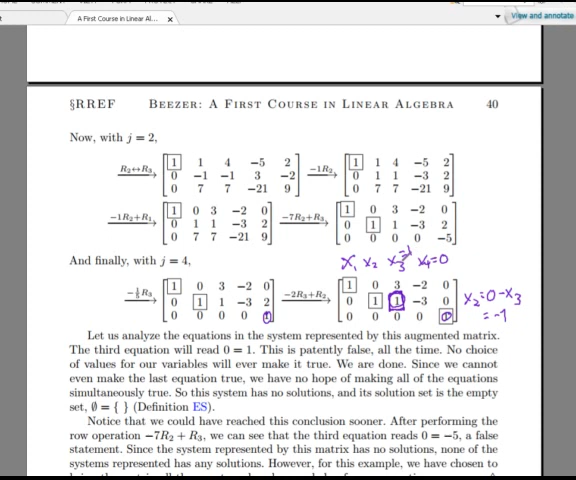 View and annotate
A First Course in Linear Al... x
§RREF BEEZER: A FIRST COURSE IN LINEAR ALGEBRA 40
Now, with j = 2,
R₂↔R₃ [1 1 4 −5 2] −1R₂ [1 1 4 −5 2]
[0 −1 −1 3 −2] [0 1 1 −3 2]
[0 7 7 −21 9] [0 7 7 −21 9]
−1R₂+R₁ [1 0 3 −2 0] −7R₂+R₃ [1 0 3 −2 0]
[0 1 1 −3 2] [0 1 1 −3 2]
[0 7 7 −21 9] [0 0 0 0 −5]
And finally, with j = 4,
x₁ x₂ x₃=1 x₄=0
−1/5R₃ [1 0 3 −2 0] −2R₃+R₂ [1 0 3 −2 0]
[0 1 1 −3 2] [0 1 1 −3 0] x₂=0−x₃
[0 0 0 0 1] [0 0 0 0 1] = −1
Let us analyze the equations in the system represented by this augmented matrix.
The third equation will read 0 = 1. This is patently false, all the time. No choice
of values for our variables will ever make it true. We are done. Since we cannot
even make the last equation true, we have no hope of making all of the equations
simultaneously true. So this system has no solutions, and its solution set is the empty
set, ∅ = { } (Definition ES).
Notice that we could have reached this conclusion sooner. After performing the
row operation −7R₂ + R₃, we can see that the third equation reads 0 = −5, a false
statement. Since the system represented by this matrix has no solutions, none of the
systems represented has any solutions. However, for this example, we have chosen to